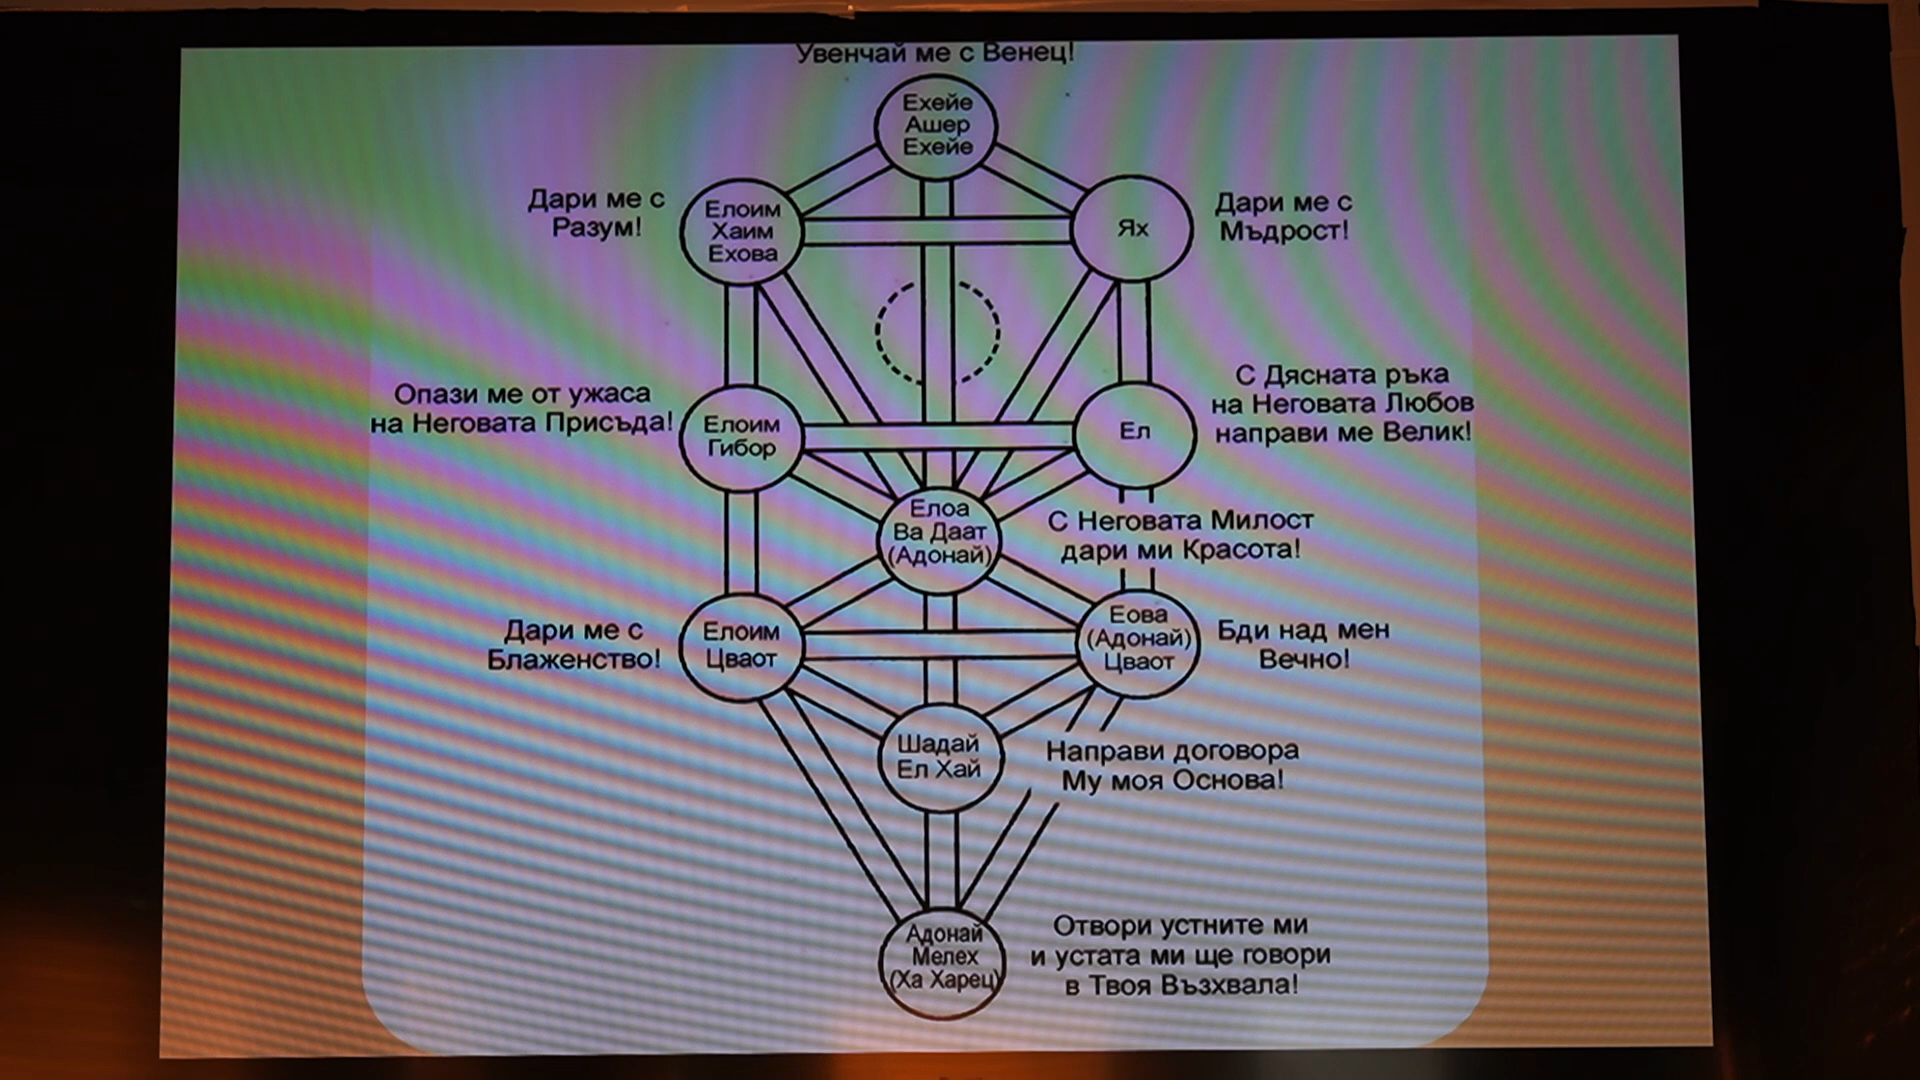 Увенчай ме с Венец!
Ехейе
Ашер
Ехейе
Дари ме с
Разум!
Елоим
Хаим
Ехова
Ях
Дари ме с
Мъдрост!
Опази ме от ужаса
на Неговата Присъда!
Елоим
Гибор
Ел
С Дясната ръка
на Неговата Любов
направи ме Велик!
Елоа
Ва Даат
(Адонай)
С Неговата Милост
дари ми Красота!
Дари ме с
Блаженство!
Елоим
Цваот
Еова
(Адонай)
Цваот
Бди над мен
Вечно!
Шадай
Ел Хай
Направи договора
Му моя Основа!
Адонай
Мелех
(Ха Харец)
Отвори устните ми
и устата ми ще говори
в Твоя Възхвала!